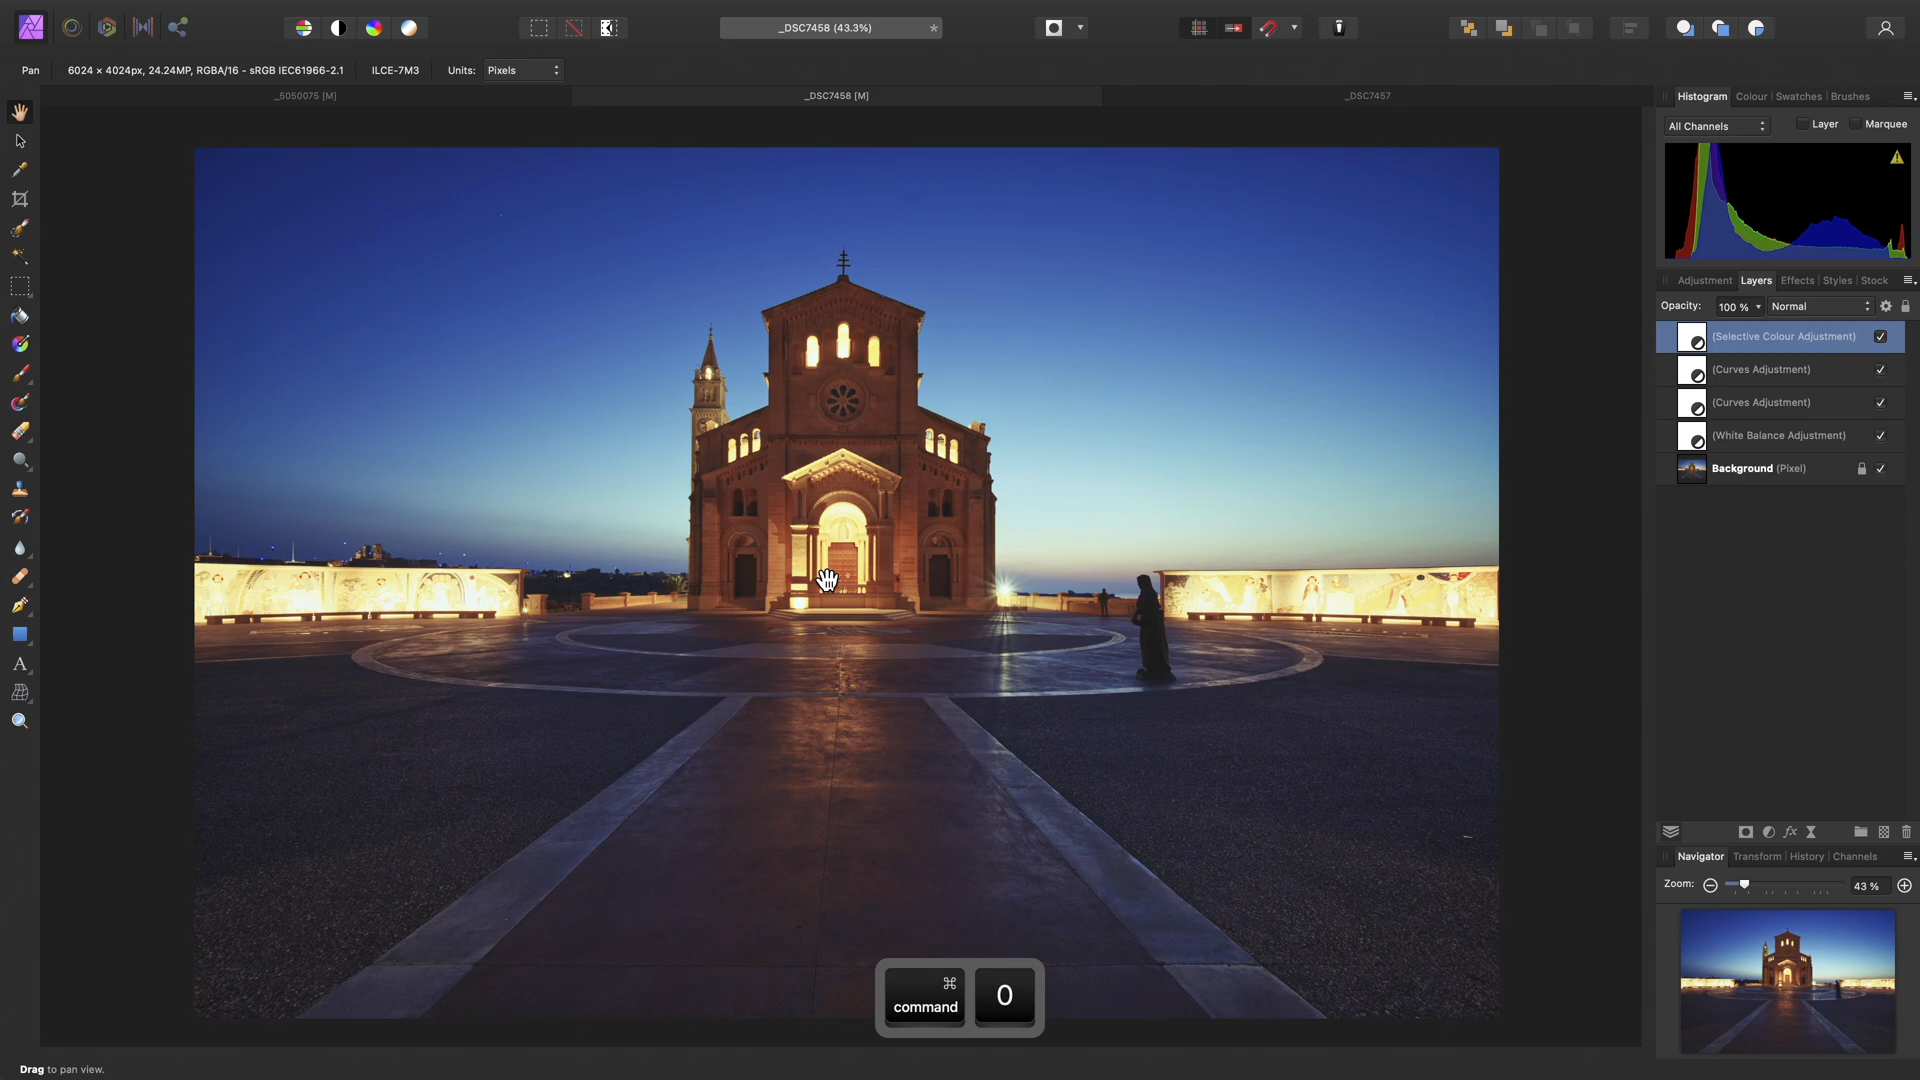 _DSC7458 (43.3%)
Pan
6024 × 4024px, 24.24MP, RGBA/16 - sRGB IEC61966-2.1
ILCE-7M3
Units:
Pixels
_5050075 [M]
_DSC7458 [M]
_DSC7457
Histogram
Colour
Swatches
Brushes
All Channels
Layer
Marquee
Adjustment
Layers
Effects
Styles
Stock
Opacity:
100 %
Normal
(Selective Colour Adjustment)
(Curves Adjustment)
(Curves Adjustment)
(White Balance Adjustment)
Background (Pixel)
Navigator
Transform
History
Channels
Zoom:
43 %
⌘
command
0
Drag to pan view.